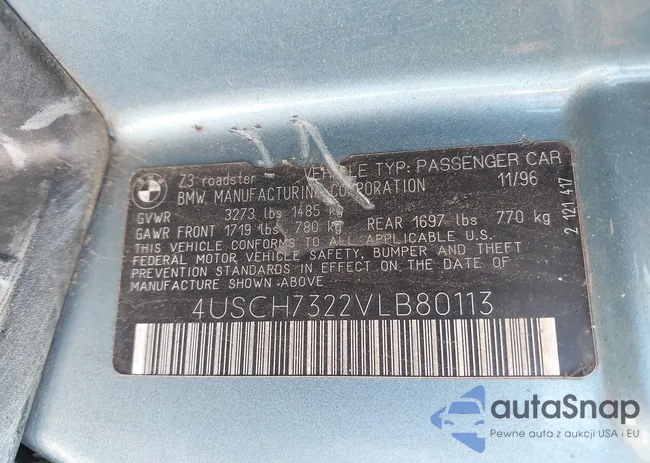 BMW
Z3 roadster VEHICLE TYP: PASSENGER CAR
BMW MANUFACTURING CORPORATION 11/96
GVWR 3273 lbs 1485 kg
GAWR FRONT 1719 lbs 780 kg REAR 1697 lbs 770 kg
THIS VEHICLE CONFORMS TO ALL APPLICABLE U.S.
FEDERAL MOTOR VEHICLE SAFETY, BUMPER AND THEFT
PREVENTION STANDARDS IN EFFECT ON THE DATE OF
MANUFACTURE SHOWN ABOVE
4USCH7322VLB80113
2 121 417
autaSnap
Pewne auta z aukcji USA i EU